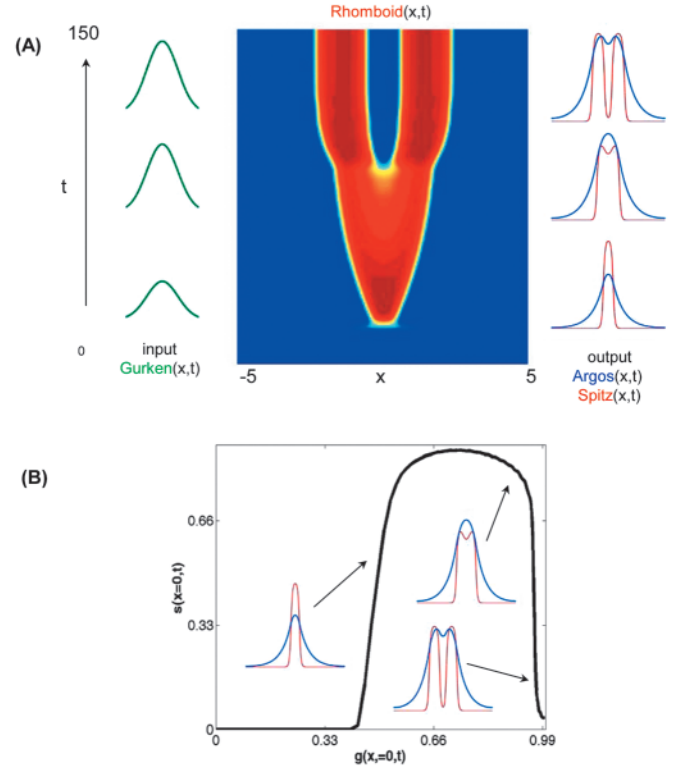 Rhomboid(x,t)
(A)
150
t
0
input
Gurken(x,t)
-5
x
5
output
Argos(x,t)
Spitz(x,t)
(B)
0.66
s(x=0,t)
0.33
0
0
0.33
0.66
0.99
g(x,=0,t)